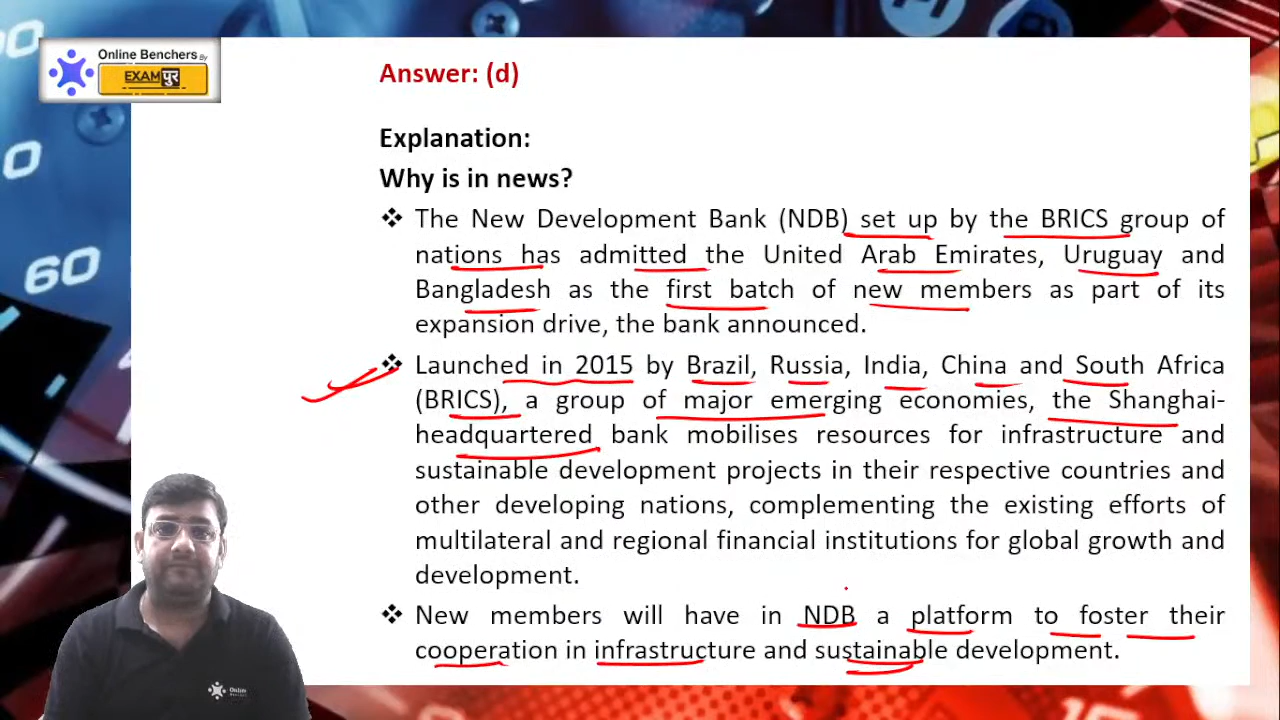 Online Benchers By
EXAM पुर
Answer: (d)
Explanation:
Why is in news?
❖ The New Development Bank (NDB) set up by the BRICS group of
nations has admitted the United Arab Emirates, Uruguay and
Bangladesh as the first batch of new members as part of its
expansion drive, the bank announced.
❖ Launched in 2015 by Brazil, Russia, India, China and South Africa
(BRICS), a group of major emerging economies, the Shanghai-
headquartered bank mobilises resources for infrastructure and
sustainable development projects in their respective countries and
other developing nations, complementing the existing efforts of
multilateral and regional financial institutions for global growth and
development.
❖ New members will have in NDB a platform to foster their
cooperation in infrastructure and sustainable development.
60
0
Online